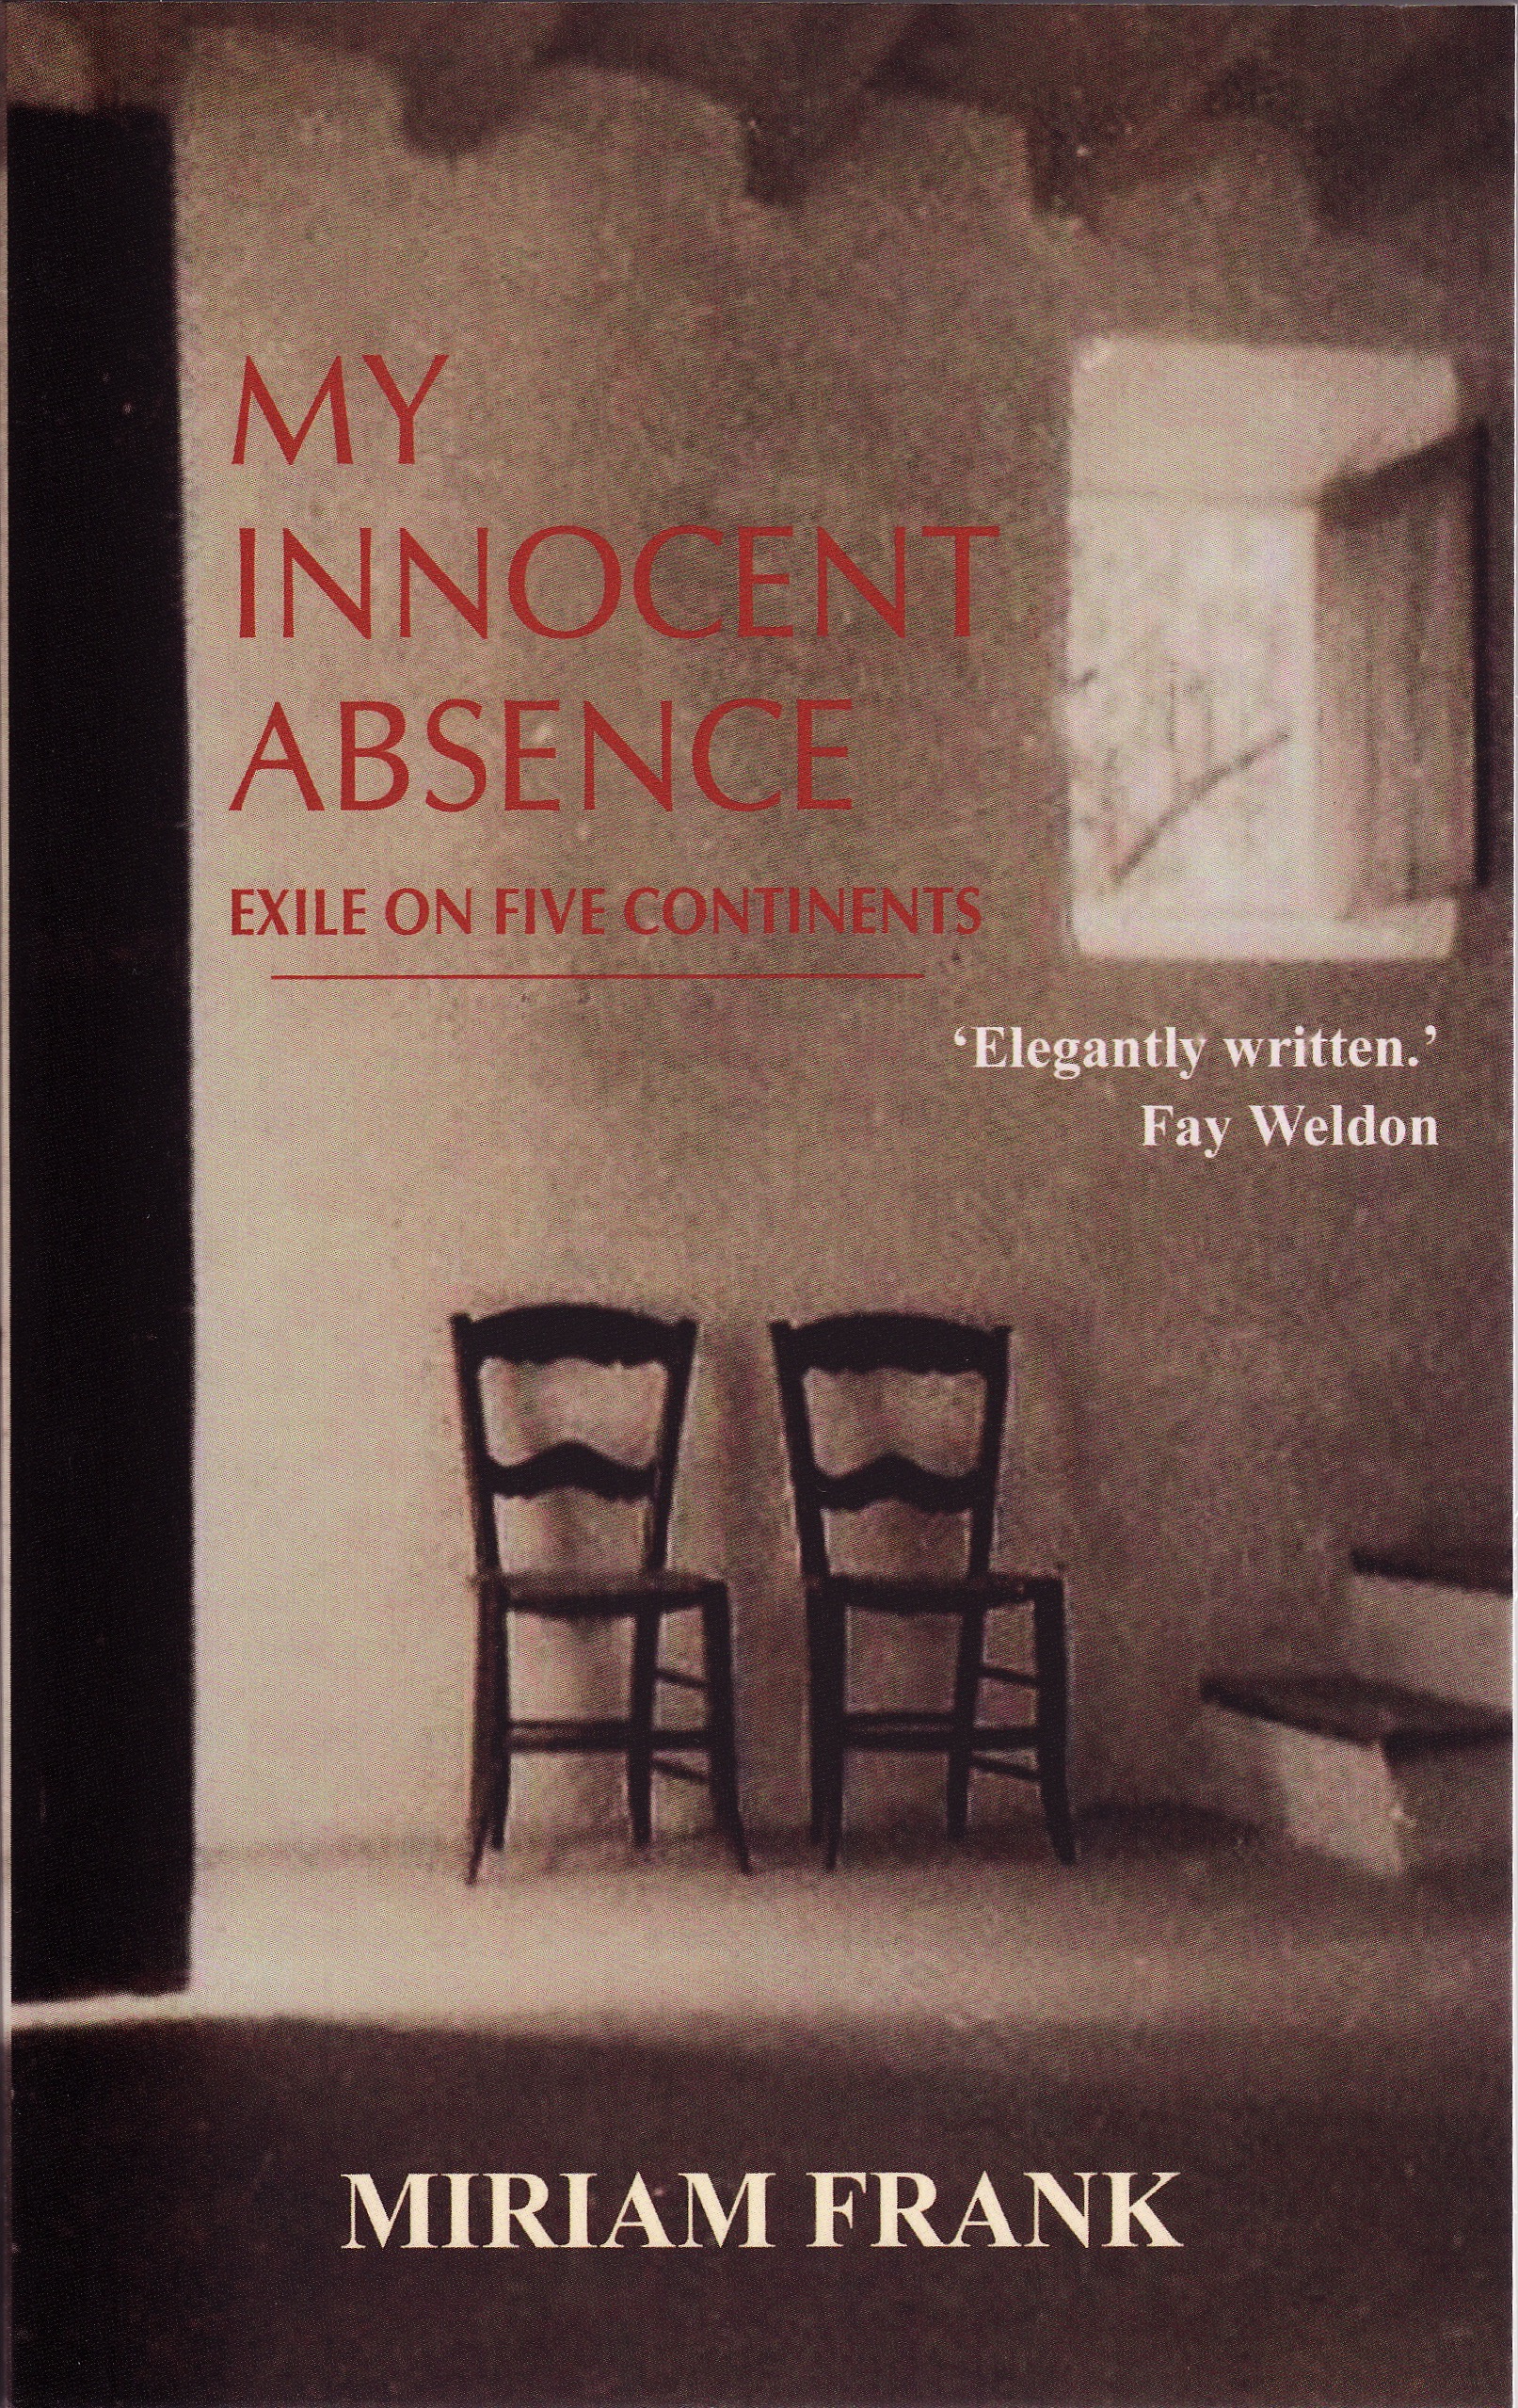 MY
INNOCENT
ABSENCE
EXILE ON FIVE CONTINENTS
‘Elegantly written.’
Fay Weldon
MIRIAM FRANK